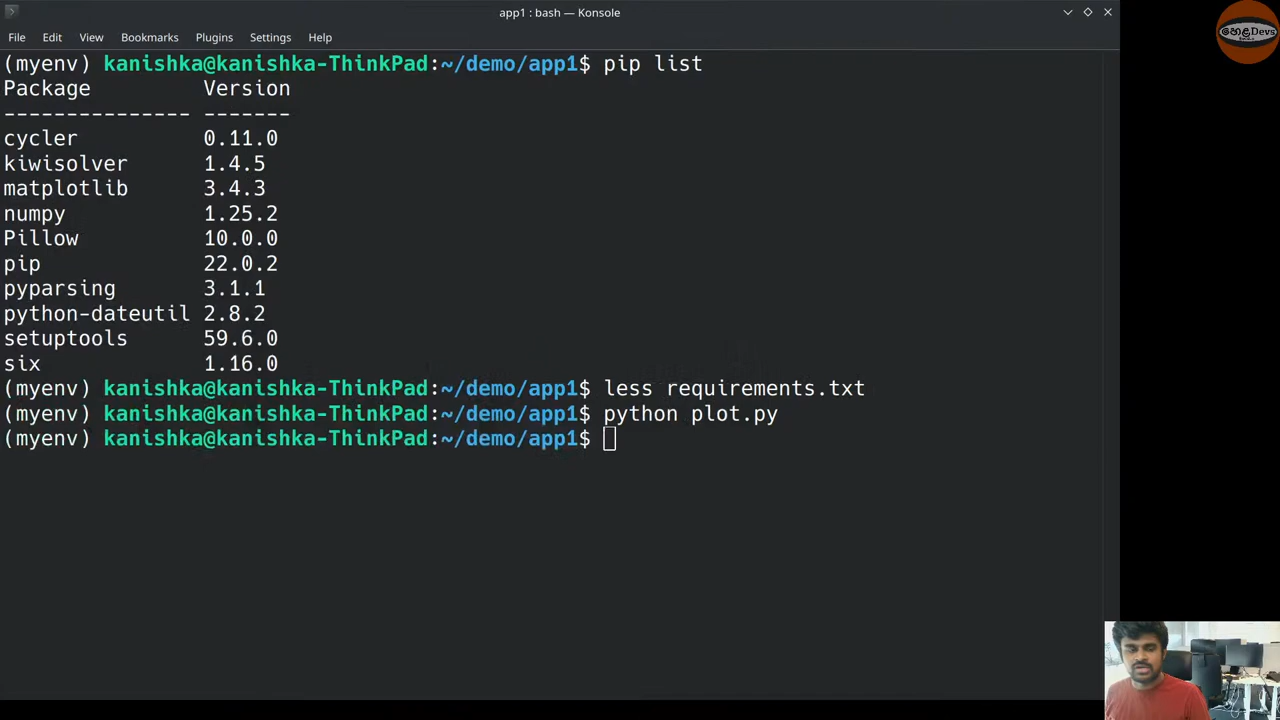 app1 : bash — Konsole
File Edit View Bookmarks Plugins Settings Help
(myenv) kanishka@kanishka-ThinkPad:~/demo/app1$ pip list
Package Version
--------------- -------
cycler 0.11.0
kiwisolver 1.4.5
matplotlib 3.4.3
numpy 1.25.2
Pillow 10.0.0
pip 22.0.2
pyparsing 3.1.1
python-dateutil 2.8.2
setuptools 59.6.0
six 1.16.0
(myenv) kanishka@kanishka-ThinkPad:~/demo/app1$ less requirements.txt
(myenv) kanishka@kanishka-ThinkPad:~/demo/app1$ python plot.py
(myenv) kanishka@kanishka-ThinkPad:~/demo/app1$
හෙළDevs